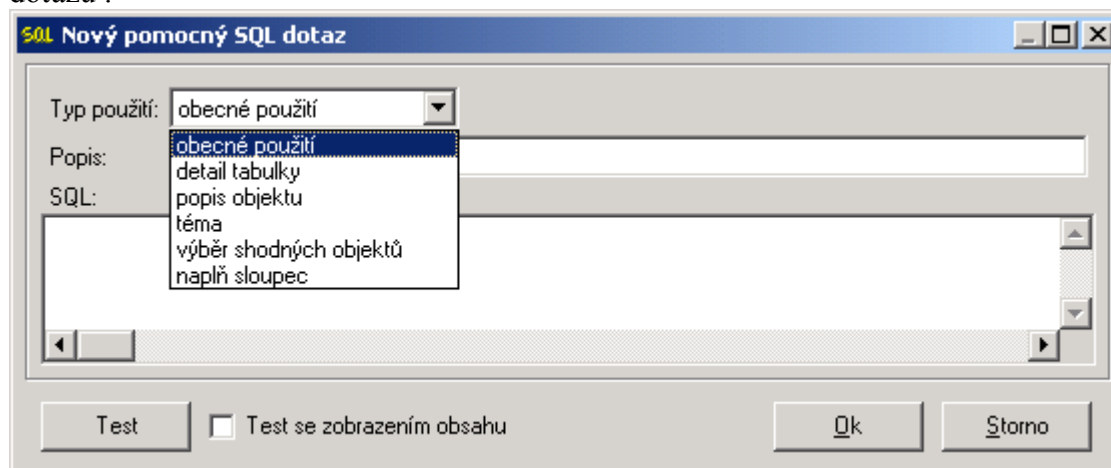 SQL Nový pomocný SQL dotaz
Typ použití: obecné použití
obecné použití
Popis:
detail tabulky
SQL:
popis objektu
téma
výběr shodných objektů
naplň sloupec
Test
Test se zobrazením obsahu
Ok
Storno